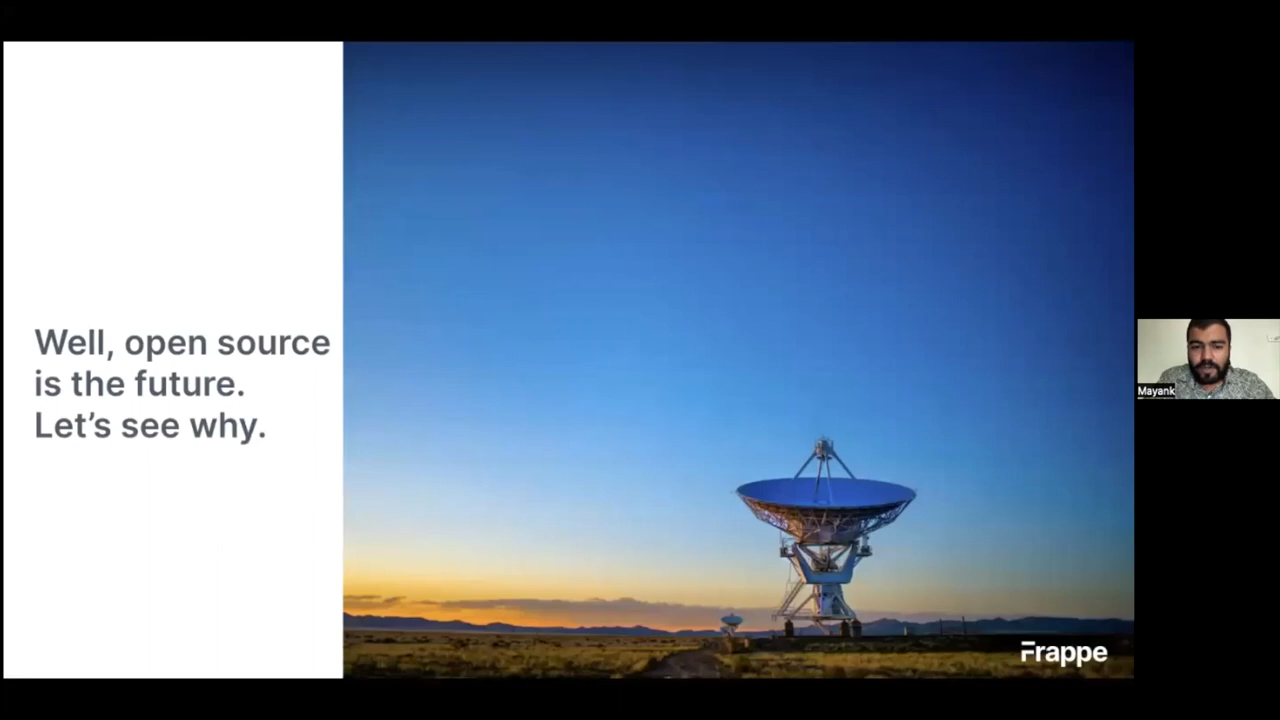 Well, open source
is the future.
Let’s see why.
Mayank
Frappe